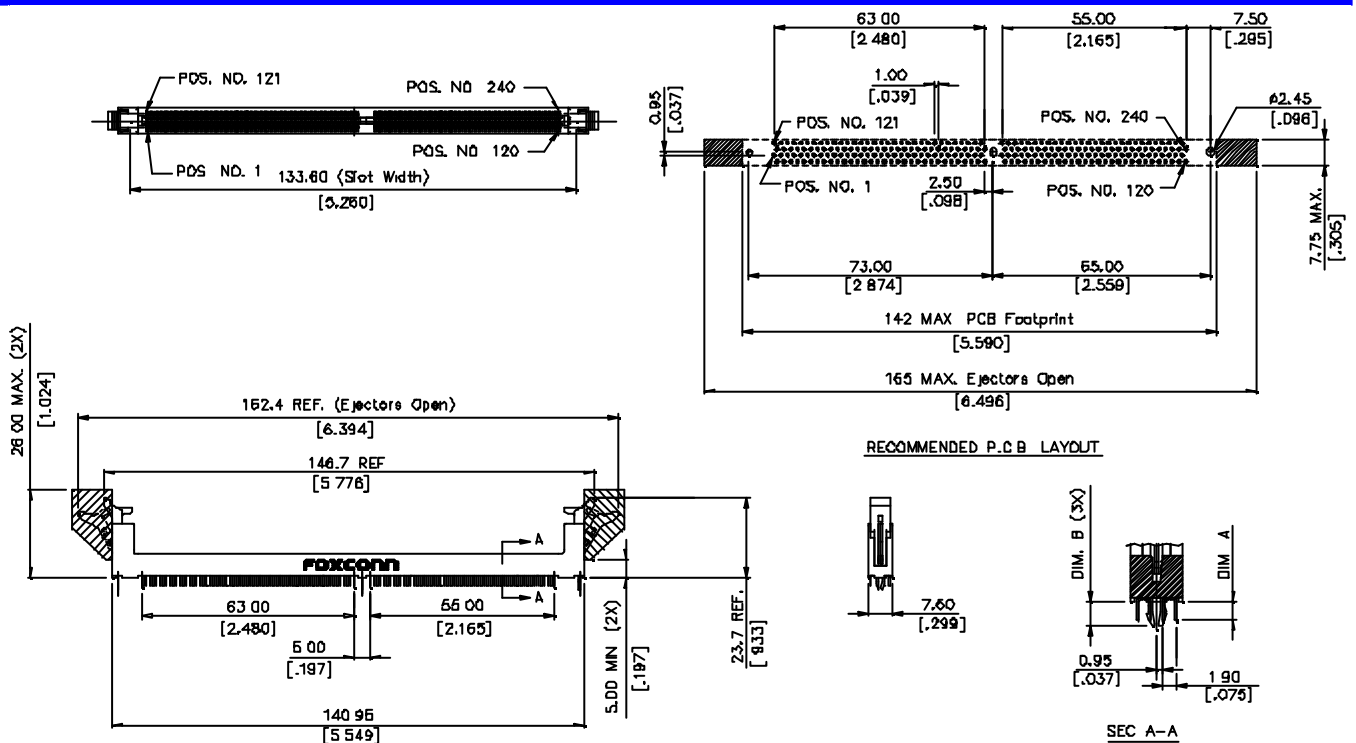 POS. NO. 121
POS. NO 240
POS. NO 120
POS NO. 1
133.60 (Slot Width)
[5.260]
63 00
[2 480]
55.00
[2.165]
7.50
[.295]
1.00
[.039]
0.95
[.037]
ø2.45
[.096]
POS. NO. 121
POS. NO. 240
POS. NO. 1
POS. NO. 120
2.50
[.098]
7.75 MAX.
[.305]
73.00
[2 874]
65.00
[2.559]
142 MAX PCB Footprint
[5.590]
165 MAX. Ejectors Open
[6.496]
RECOMMENDED P.C B LAYOUT
26 00 MAX. (2X)
[1.024]
162.4 REF. (Ejectors Open)
[6.394]
146.7 REF
[5 776]
A
FOXCONN
A
63 00
[2.480]
55 00
[2.165]
5 00
[.197]
5.00 MIN (2X)
[.197]
23.7 REF.
[ 933]
140 95
[5 549]
7.60
[.299]
DIM. B (3X)
DIM A
0.95
[.037]
1 90
[.075]
SEC A-A